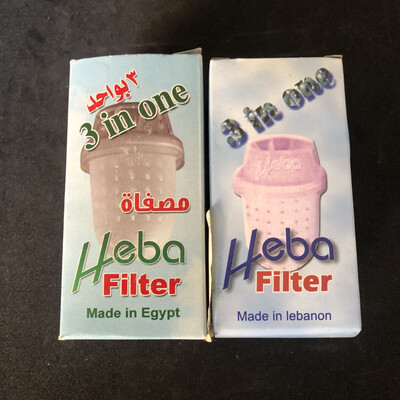 ٣ بواحد
3 in one
مصفاة
Heba
Filter
Made in Egypt
3 in one
Heba
Heba
Filter
Made in lebanon